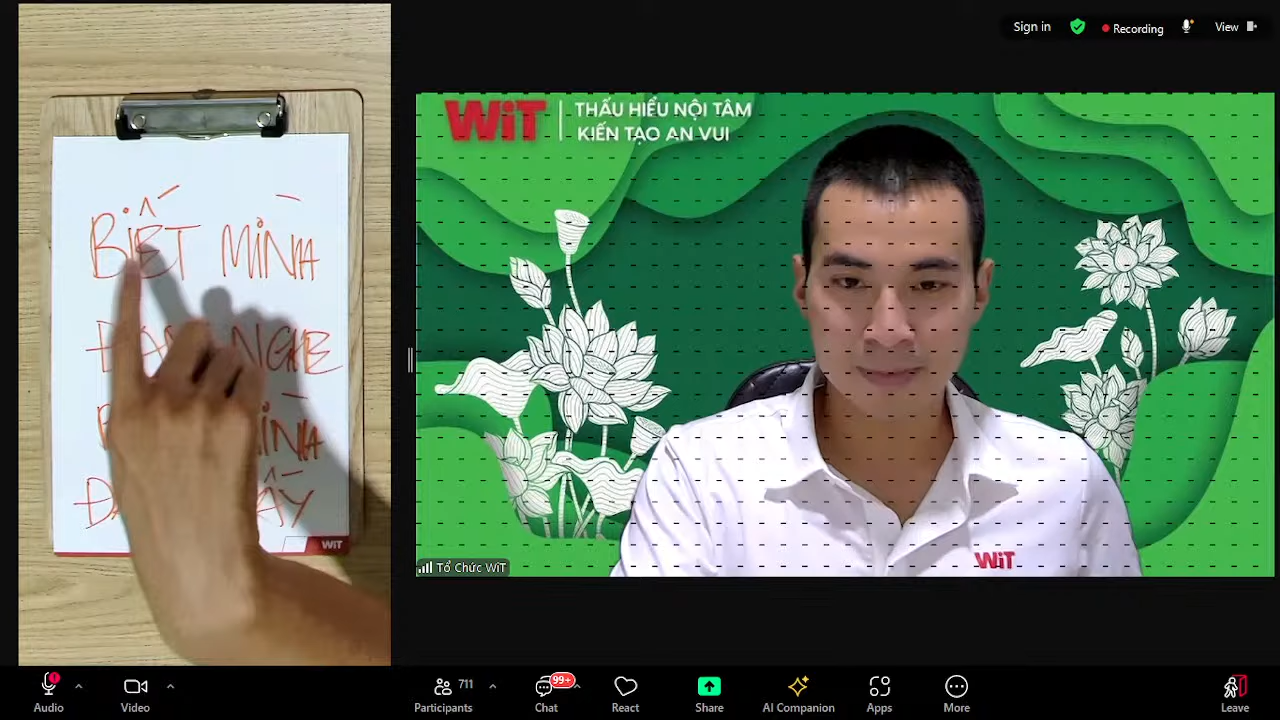 Sign in
Recording
View
WiT
THẤU HIỂU NỘI TÂM
KIẾN TẠO AN VUI
BIẾT MÌNH
NGHE
MÌNH
WiT
WiT
Tổ Chức WiT
Audio
Video
711
Participants
99+
Chat
React
Share
AI Companion
Apps
More
Leave